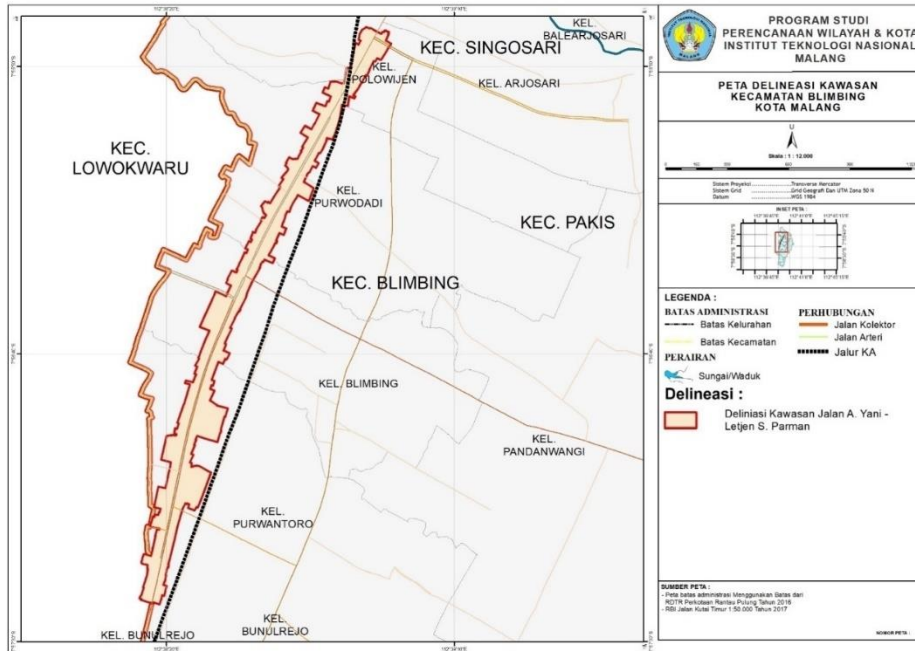 KEC. SINGOSARI
KEL.
BALEARJOSARI
KEL.
POLOWIJEN
KEL. ARJOSARI
KEC.
LOWOKWARU
KEL.
PURWODADI
KEC. PAKIS
KEC. BLIMBING
KEL. BLIMBING
KEL.
PANDANWANGI
KEL.
PURWANTORO
KEL. BUNULREJO
KEL.
BUNULREJO
PROGRAM STUDI
PERENCANAAN WILAYAH & KOTA
INSTITUT TEKNOLOGI NASIONAL
MALANG
PETA DELINEASI KAWASAN
KECAMATAN BLIMBING
KOTA MALANG
U
Skala : 1 : 12.000
Sistem Proyeksi ............ Transverse Mercator
Sistem Grid ............ Grid Geografi Dan UTM Zona 50 N
Datum ............ WGS 1984
INSET PETA :
LEGENDA :
BATAS ADMINISTRASI
Batas Kelurahan
Batas Kecamatan
PERAIRAN
Sungai/Waduk
PERHUBUNGAN
Jalan Kolektor
Jalan Arteri
Jalur KA
Delineasi :
Deliniasi Kawasan Jalan A. Yani -
Letjen S. Parman
SUMBER PETA :
- Peta batas administrasi Menggunakan Batas dari
RDTR Perkotaan Rantau Pulung Tahun 2016
- RBI Jalan Kutai Timur 1:50.000 Tahun 2017
NOMOR PETA :